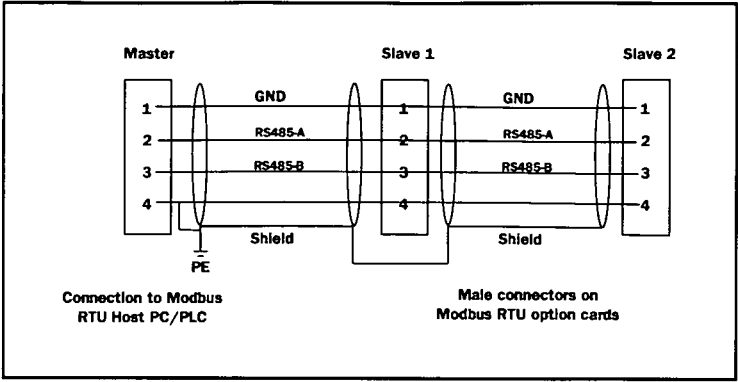 Master Slave 1 Slave 2
1 GND 1 GND 1
2 RS485-A 2 RS485-A 2
3 RS485-B 3 RS485-B 3
4 4 4
Shield Shield
PE
Connection to Modbus
RTU Host PC/PLC
Male connectors on
Modbus RTU option cards